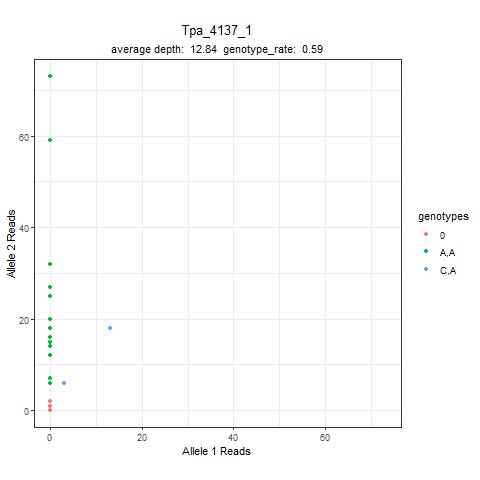 Tpa_4137_1
average depth:  12.84  genotype_rate:  0.59
60
40
20
0
Allele 2 Reads
0 20 40 60
Allele 1 Reads
genotypes
0
A,A
C,A